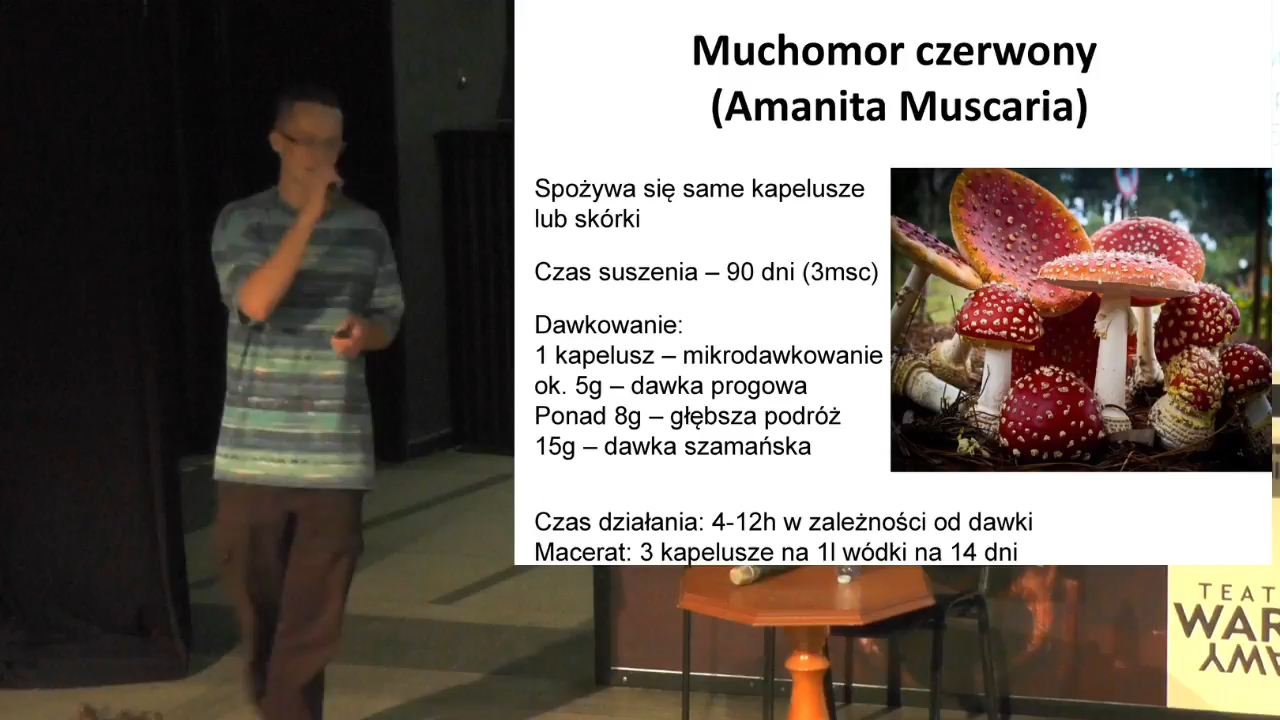 Muchomor czerwony
(Amanita Muscaria)
Spożywa się same kapelusze
lub skórki
Czas suszenia – 90 dni (3msc)
Dawkowanie:
1 kapelusz – mikrodawkowanie
ok. 5g – dawka progowa
Ponad 8g – głębsza podróż
15g – dawka szamańska
Czas działania: 4-12h w zależności od dawki
Macerat: 3 kapelusze na 1l wódki na 14 dni
TEAT
WAR
AWY